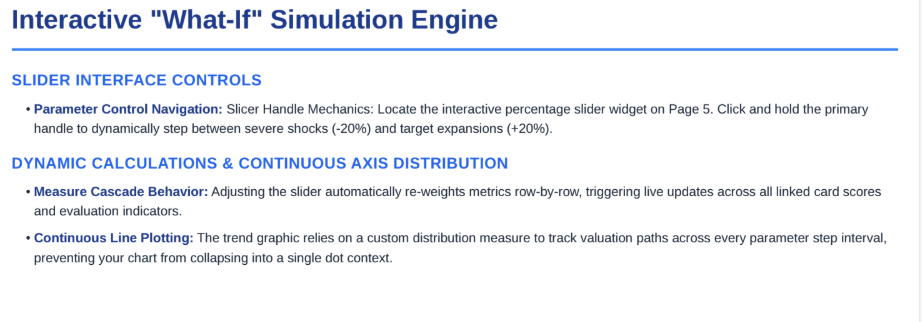 Interactive "What-If" Simulation Engine
SLIDER INTERFACE CONTROLS
• Parameter Control Navigation: Slicer Handle Mechanics: Locate the interactive percentage slider widget on Page 5. Click and hold the primary
handle to dynamically step between severe shocks (-20%) and target expansions (+20%).
DYNAMIC CALCULATIONS & CONTINUOUS AXIS DISTRIBUTION
• Measure Cascade Behavior: Adjusting the slider automatically re-weights metrics row-by-row, triggering live updates across all linked card scores
and evaluation indicators.
• Continuous Line Plotting: The trend graphic relies on a custom distribution measure to track valuation paths across every parameter step interval,
preventing your chart from collapsing into a single dot context.